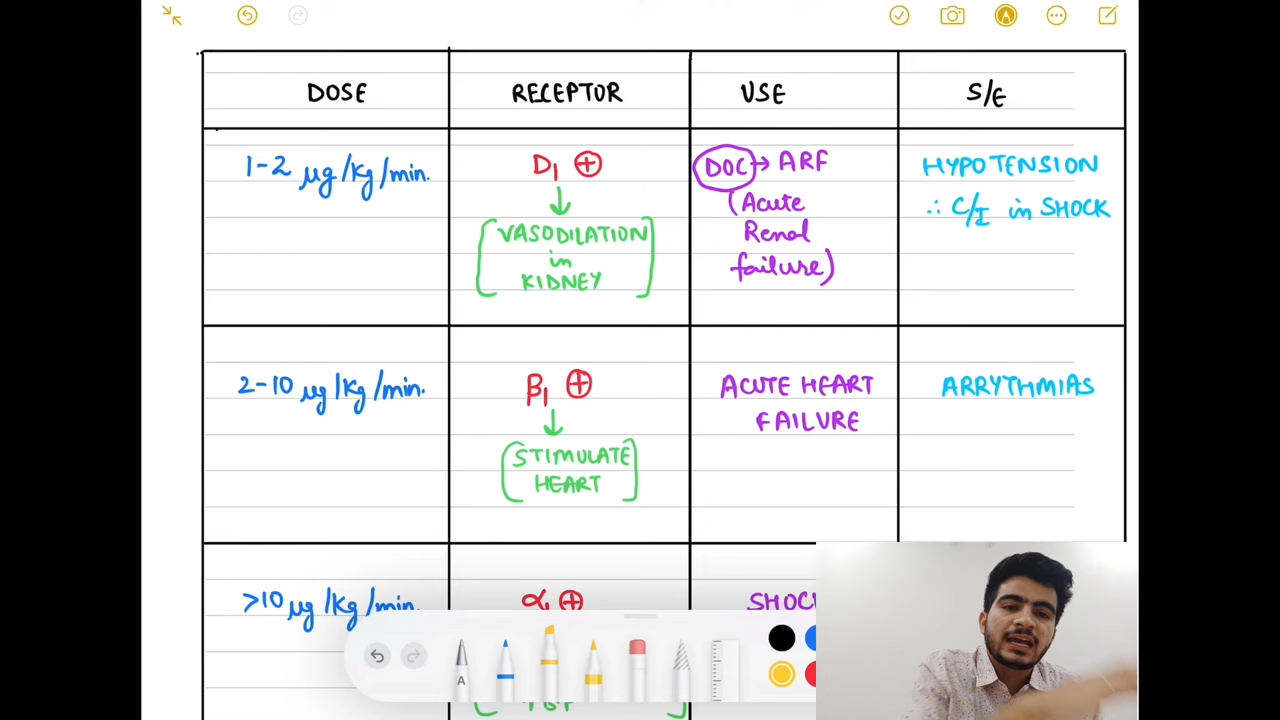 DOSE RECEPTOR USE S/E
1-2 µg/kg/min.
D1 ⊕
VASODILATION
in
KIDNEY
DOC → ARF
(Acute
Renal
failure)
HYPOTENSION
∴ C/I in SHOCK
2-10 µg/kg/min.
β1 ⊕
STIMULATE
HEART
ACUTE HEART
FAILURE
ARRYTHMIAS
>10 µg/kg/min.
α1 ⊕
SHOCK
A